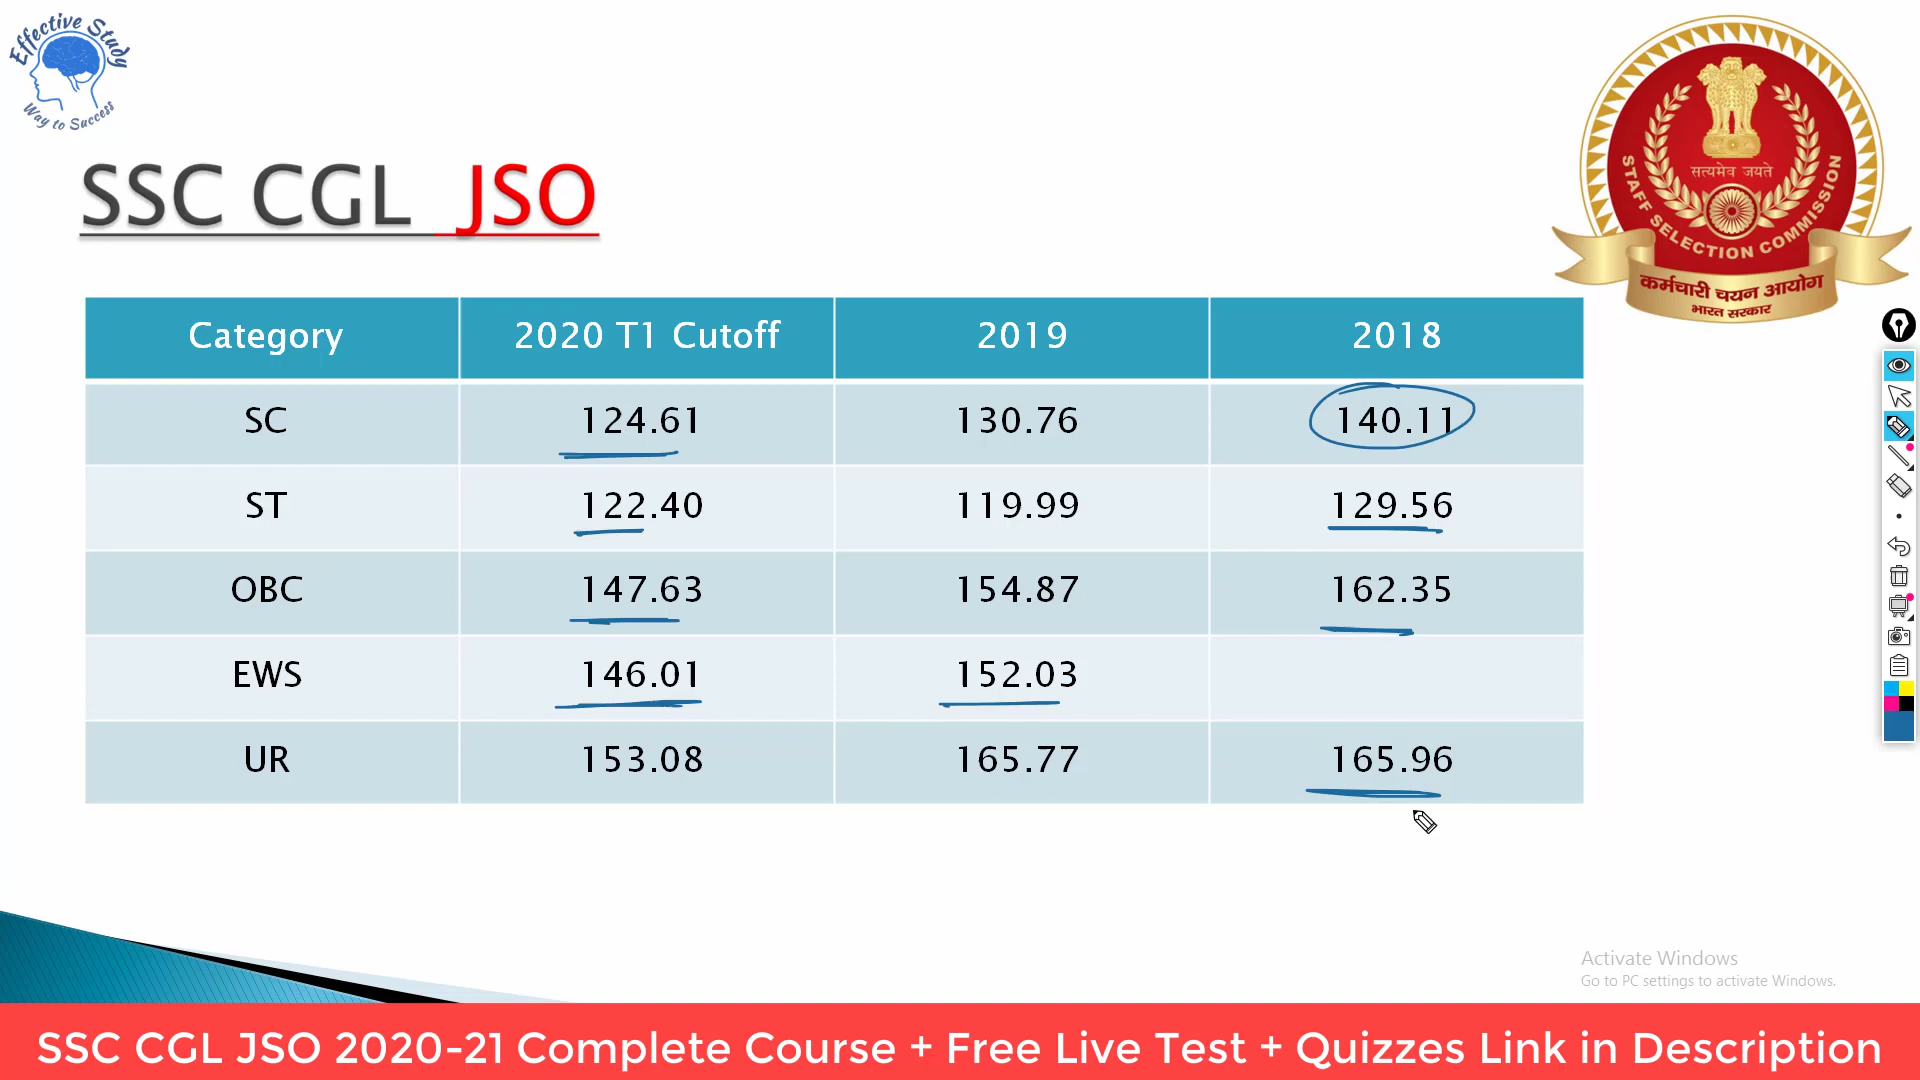 Effective Study
Way to Success
SSC CGL JSO
सत्यमेव जयते
STAFF SELECTION COMMISSION
कर्मचारी चयन आयोग
भारत सरकार
Category 2020 T1 Cutoff 2019 2018
SC 124.61 130.76 140.11
ST 122.40 119.99 129.56
OBC 147.63 154.87 162.35
EWS 146.01 152.03
UR 153.08 165.77 165.96
Activate Windows
Go to PC settings to activate Windows.
SSC CGL JSO 2020-21 Complete Course + Free Live Test + Quizzes Link in Description